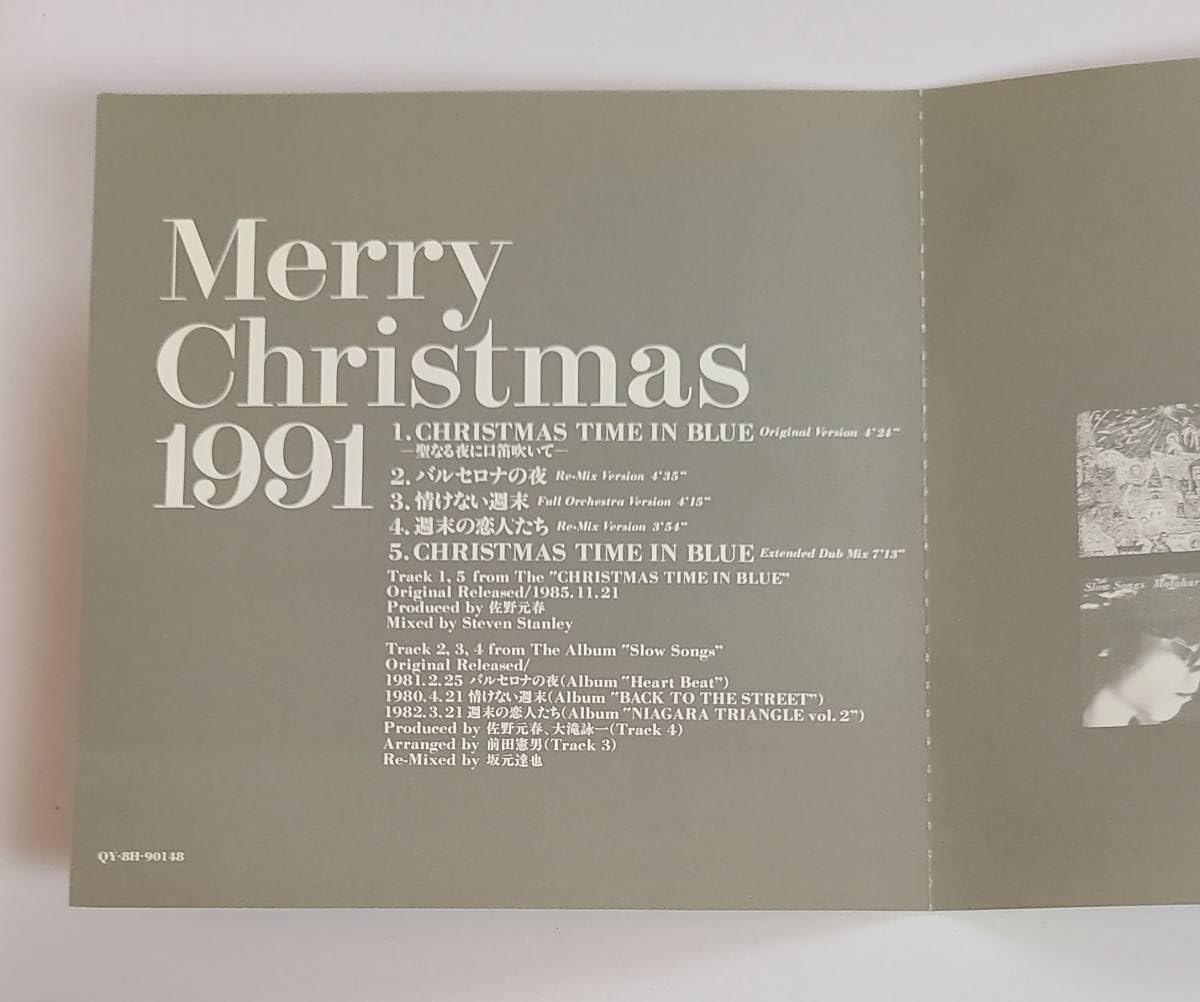 Merry
Christmas
1991
1. CHRISTMAS TIME IN BLUE Original Version 4'24"
—聖なる夜に口笛吹いて—
2. バルセロナの夜 Re-Mix Version 4'35"
3. 情けない週末 Full Orchestra Version 4'15"
4. 週末の恋人たち Re-Mix Version 3'54"
5. CHRISTMAS TIME IN BLUE Extended Dub Mix 7'13"
Track 1, 5 from The "CHRISTMAS TIME IN BLUE"
Original Released/1985.11.21
Produced by 佐野元春
Mixed by Steven Stanley
Track 2, 3, 4 from The Album "Slow Songs"
Original Released/
1981.2.25 バルセロナの夜(Album "Heart Beat")
1980.4.21 情けない週末(Album "BACK TO THE STREET")
1982.3.21 週末の恋人たち(Album "NIAGARA TRIANGLE vol. 2")
Produced by 佐野元春、大滝詠一(Track 4)
Arranged by 前田憲男(Track 3)
Re-Mixed by 坂元達也
QY·8H·90148
Slow Songs Motohar